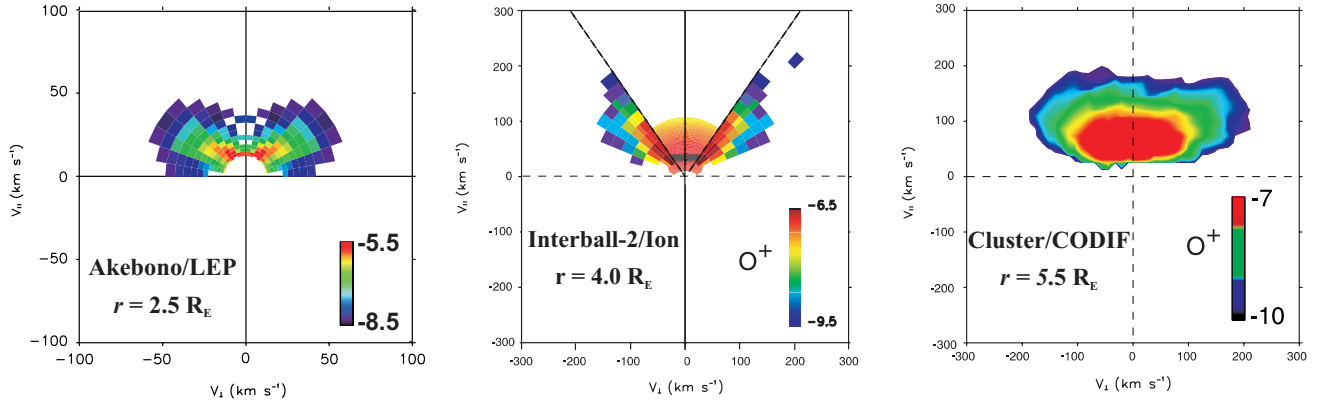 100
50
0
−50
−100
V∥ (km s⁻¹)
Akebono/LEP
r = 2.5 RE
-5.5
-8.5
−100 −50 0 50 100
V⊥ (km s⁻¹)
300
200
100
0
-100
-200
-300
V∥ (km s⁻¹)
Interball-2/Ion
r = 4.0 RE
O+
-6.5
-9.5
-300 -200 -100 0 100 200 300
V⊥ (km s⁻¹)
300
200
100
0
-100
-200
-300
V∥ (km s⁻¹)
Cluster/CODIF
r = 5.5 RE
O+
-7
-10
-300 -200 -100 0 100 200 300
V⊥ (km s⁻¹)